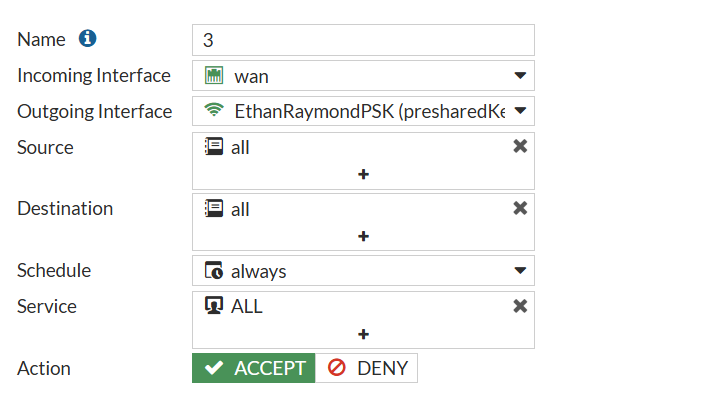 Name 3
Incoming Interface wan
Outgoing Interface EthanRaymondPSK (presharedKe
Source all
+
Destination all
+
Schedule always
Service ALL
+
Action ACCEPT DENY